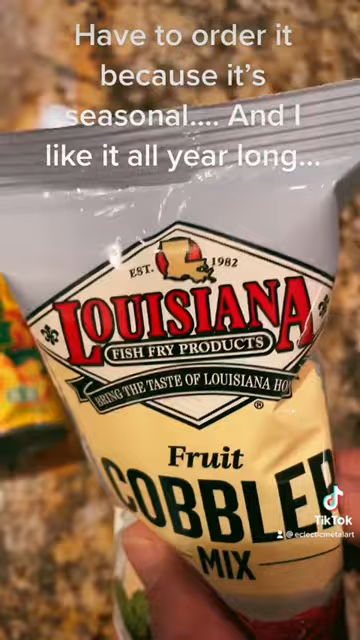 Have to order it
because it's
seasonal.... And I
like it all year long...
EST. 1982
LOUISIANA
FISH FRY PRODUCTS
BRING THE TASTE OF LOUISIANA HO
®
Fruit
COBBLER
MIX
TikTok
@eclecticmetalart